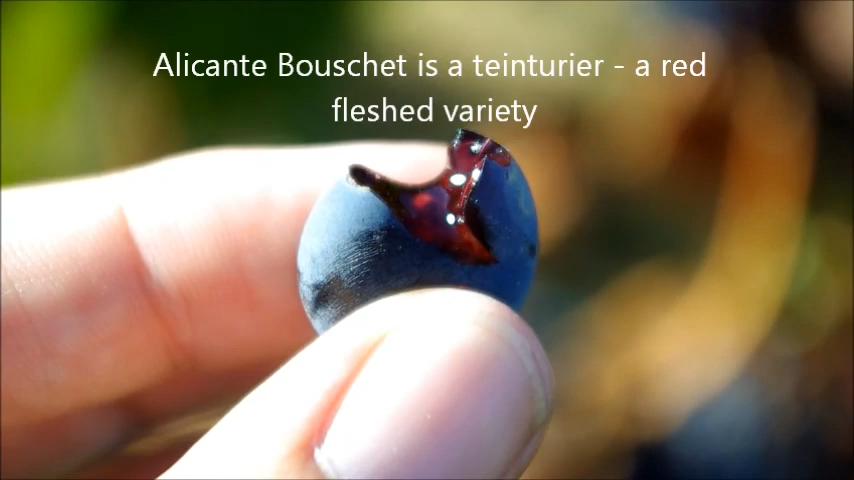 Alicante Bouschet is a teinturier - a red
fleshed variety